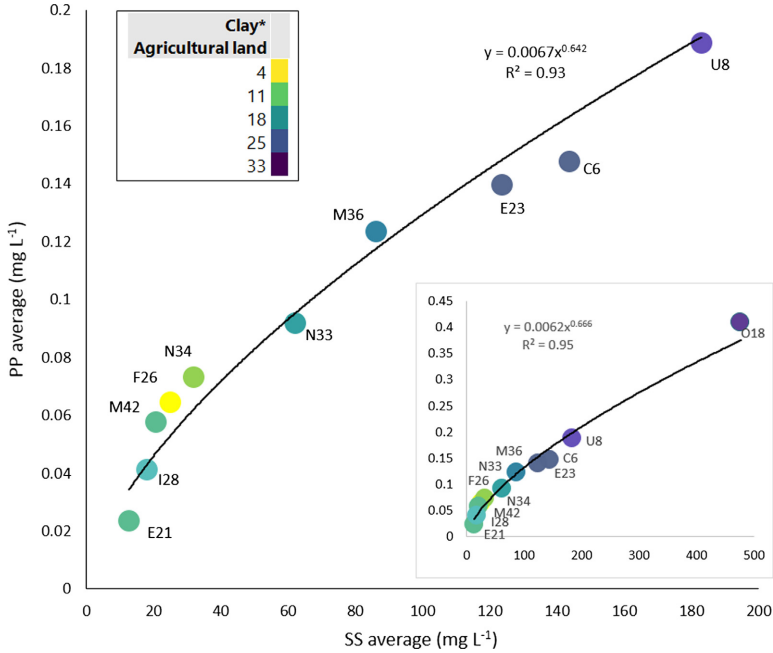 Clay*
Agricultural land
4
11
18
25
33
y = 0.0067x^0.642
R² = 0.93
U8
C6
E23
M36
N33
N34
F26
M42
I28
E21
0.2
0.18
0.16
0.14
0.12
0.1
0.08
0.06
0.04
0.02
0
PP average (mg L⁻¹)
0 20 40 60 80 100 120 140 160 180 200
SS average (mg L⁻¹)
y = 0.0062x^0.666
R² = 0.95
O18
U8
C6
E23
M36
N33
F26
N34
M42
I28
E21
0.45
0.4
0.35
0.3
0.25
0.2
0.15
0.1
0.05
0
0 100 200 300 400 500